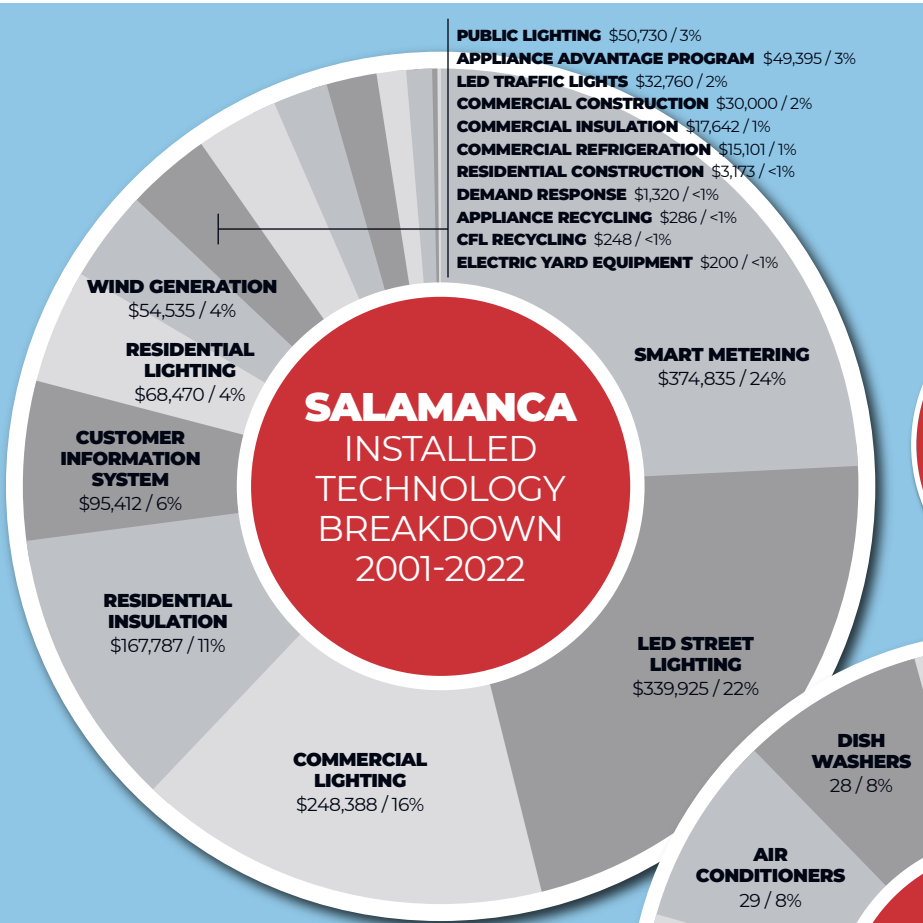 PUBLIC LIGHTING $50,730 / 3%
APPLIANCE ADVANTAGE PROGRAM $49,395 / 3%
LED TRAFFIC LIGHTS $32,760 / 2%
COMMERCIAL CONSTRUCTION $30,000 / 2%
COMMERCIAL INSULATION $17,642 / 1%
COMMERCIAL REFRIGERATION $15,101 / 1%
RESIDENTIAL CONSTRUCTION $3,173 / <1%
DEMAND RESPONSE $1,320 / <1%
APPLIANCE RECYCLING $286 / <1%
CFL RECYCLING $248 / <1%
ELECTRIC YARD EQUIPMENT $200 / <1%
WIND GENERATION
$54,535 / 4%
RESIDENTIAL
LIGHTING
$68,470 / 4%
CUSTOMER
INFORMATION
SYSTEM
$95,412 / 6%
RESIDENTIAL
INSULATION
$167,787 / 11%
COMMERCIAL
LIGHTING
$248,388 / 16%
LED STREET
LIGHTING
$339,925 / 22%
SMART METERING
$374,835 / 24%
SALAMANCA
INSTALLED
TECHNOLOGY
BREAKDOWN
2001-2022
DISH
WASHERS
28 / 8%
AIR
CONDITIONERS
29 / 8%